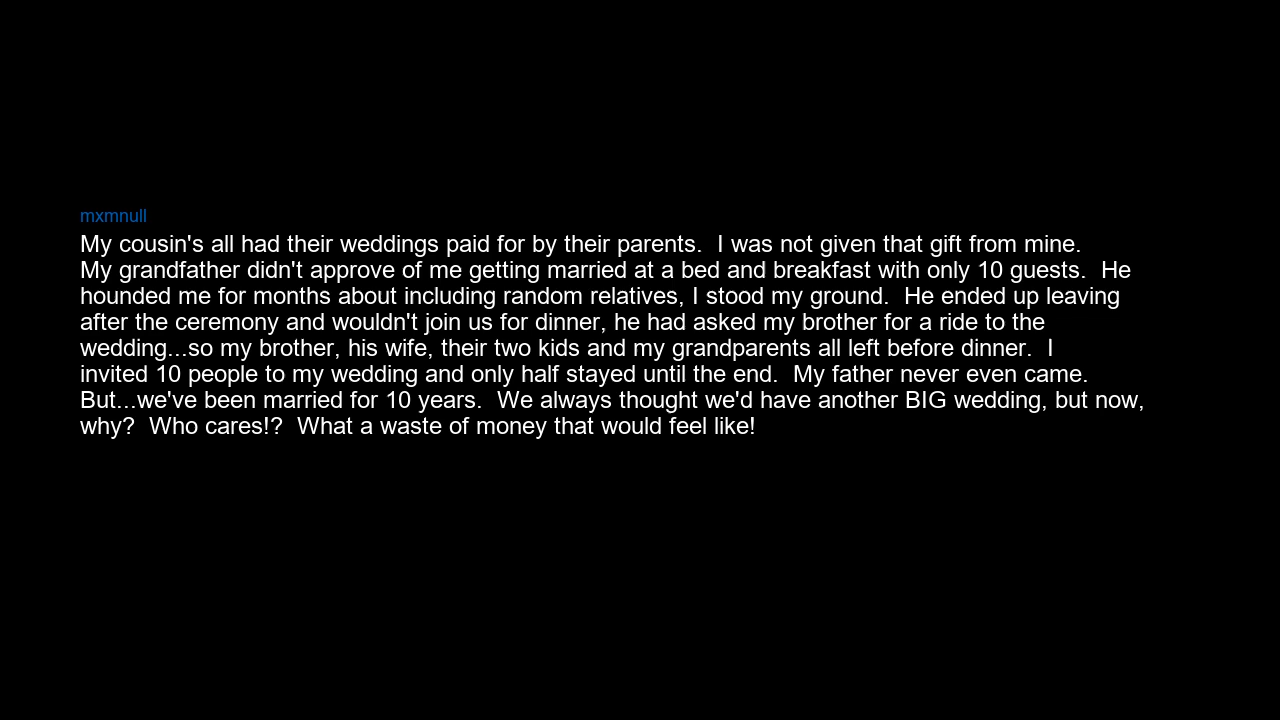 mxmnull
My cousin's all had their weddings paid for by their parents.  I was not given that gift from mine.
My grandfather didn't approve of me getting married at a bed and breakfast with only 10 guests.  He
hounded me for months about including random relatives, I stood my ground.  He ended up leaving
after the ceremony and wouldn't join us for dinner, he had asked my brother for a ride to the
wedding...so my brother, his wife, their two kids and my grandparents all left before dinner.  I
invited 10 people to my wedding and only half stayed until the end.  My father never even came.
But...we've been married for 10 years.  We always thought we'd have another BIG wedding, but now,
why?  Who cares!?  What a waste of money that would feel like!